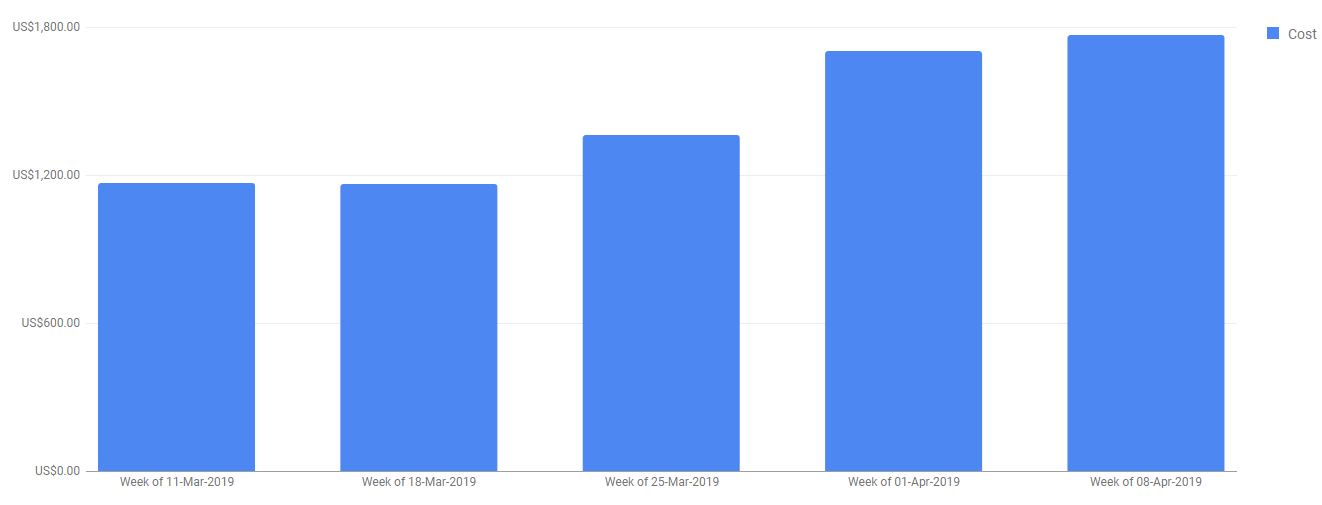 US$1,800.00
Cost
US$1,200.00
US$600.00
US$0.00
Week of 11-Mar-2019
Week of 18-Mar-2019
Week of 25-Mar-2019
Week of 01-Apr-2019
Week of 08-Apr-2019